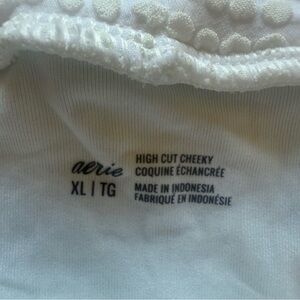 aerie
XL | TG
HIGH CUT CHEEKY
COQUINE ÉCHANCRÉE
MADE IN INDONESIA
FABRIQUÉ EN INDONÉSIE